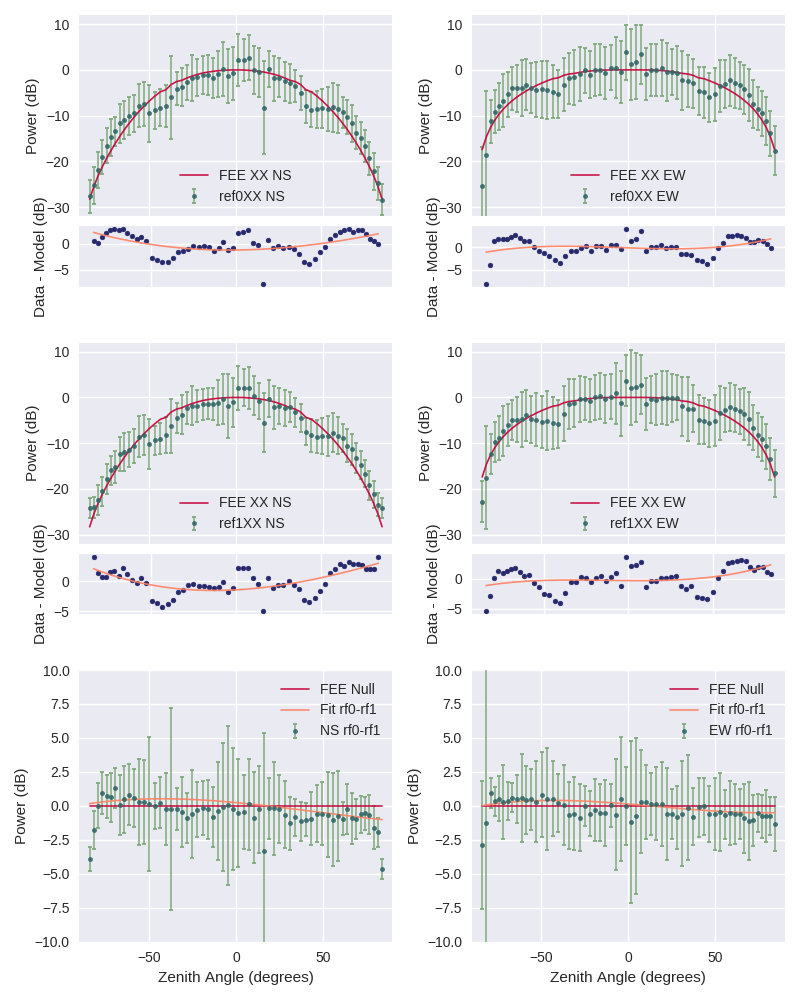 10
0
−10
−20
−30
Power (dB)
FEE XX NS
ref0XX NS
10
0
−10
−20
−30
Power (dB)
FEE XX EW
ref0XX EW
0
−5
Data - Model (dB)
0
−5
Data - Model (dB)
10
0
−10
−20
−30
Power (dB)
FEE XX NS
ref1XX NS
10
0
−10
−20
−30
Power (dB)
FEE XX EW
ref1XX EW
0
−5
Data - Model (dB)
0
−5
Data - Model (dB)
10.0
7.5
5.0
2.5
0.0
−2.5
−5.0
−7.5
−10.0
Power (dB)
FEE Null
Fit rf0-rf1
NS rf0-rf1
−50
0
50
Zenith Angle (degrees)
10.0
7.5
5.0
2.5
0.0
−2.5
−5.0
−7.5
−10.0
Power (dB)
FEE Null
Fit rf0-rf1
EW rf0-rf1
−50
0
50
Zenith Angle (degrees)